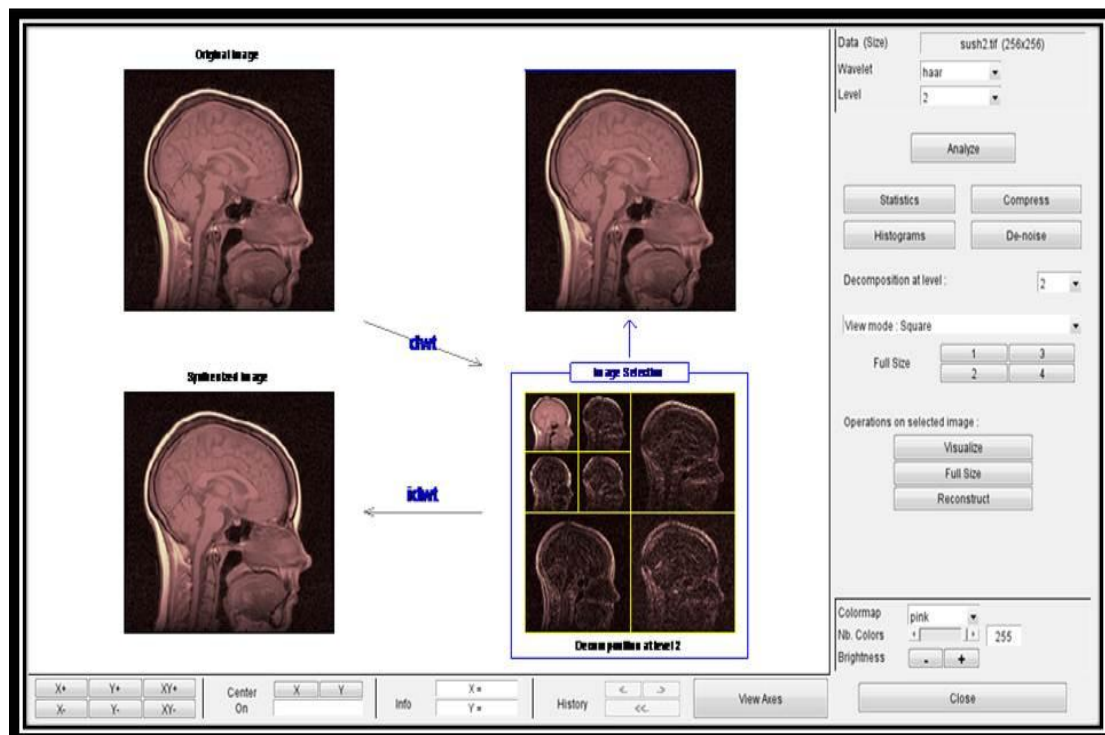 Original Image
dwt
Synthesized Image
idwt
Image Selection
Decomposition at level 2
Data (Size) sush2.tif (256x256)
Wavelet haar
Level 2
Analyze
Statistics Compress
Histograms De-noise
Decomposition at level : 2
View mode : Square
Full Size 1 3
2 4
Operations on selected image :
Visualize
Full Size
Reconstruct
Colormap pink
Nb. Colors 255
Brightness - +
X+ Y+ XY+
X- Y- XY-
Center On X Y
Info X = 
Y =
History < >
<<
View Axes
Close